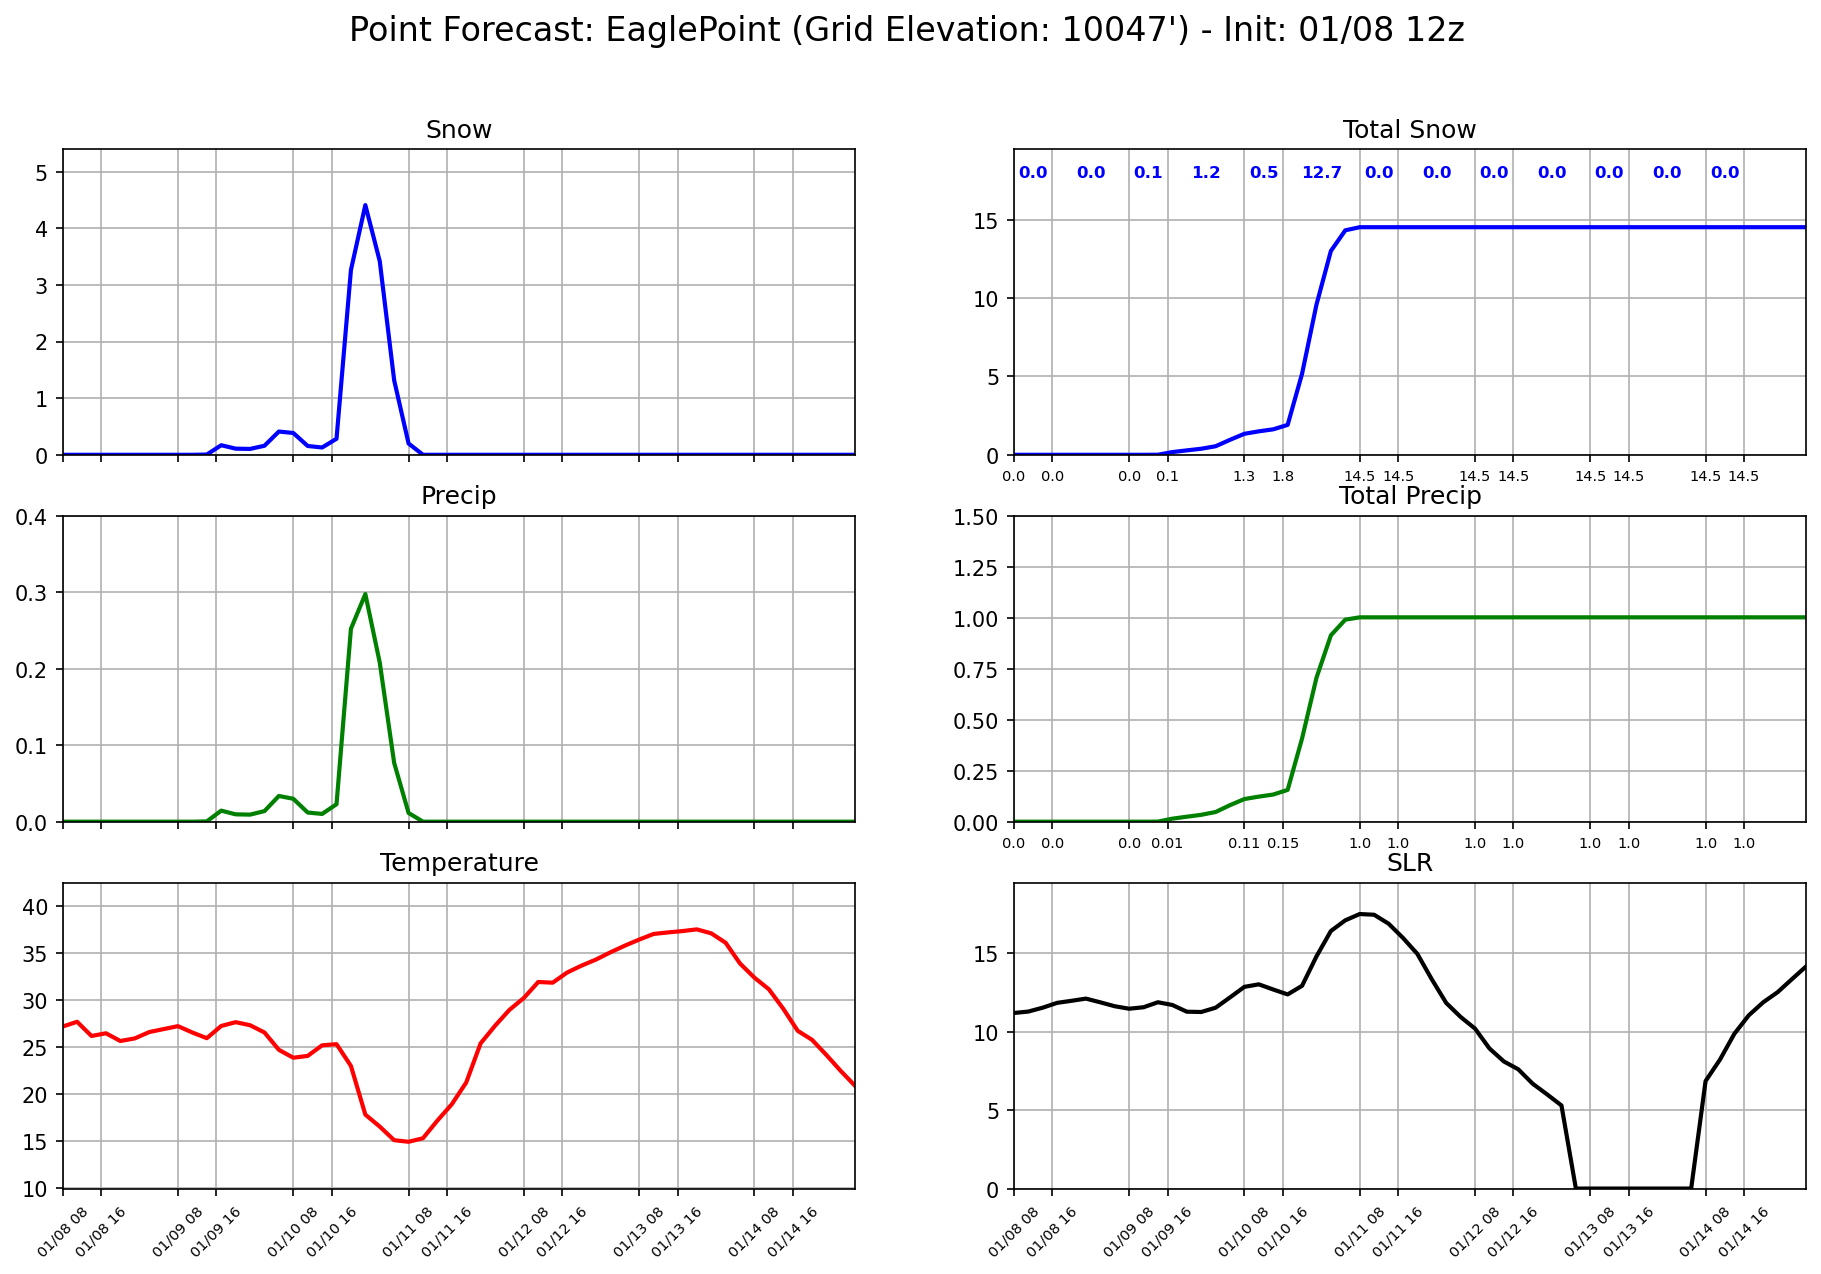 Point Forecast: EaglePoint (Grid Elevation: 10047') - Init: 01/08 12z
Snow
5
4
3
2
1
0
Total Snow
0.0 0.0 0.1 1.2 0.5 12.7 0.0 0.0 0.0 0.0 0.0 0.0 0.0
15
10
5
0
0.0 0.0 0.0 0.1 1.3 1.8 14.5 14.5 14.5 14.5 14.5 14.5 14.5 14.5
Precip
0.4
0.3
0.2
0.1
0.0
Total Precip
1.50
1.25
1.00
0.75
0.50
0.25
0.00
0.0 0.0 0.0 0.01 0.11 0.15 1.0 1.0 1.0 1.0 1.0 1.0 1.0 1.0
Temperature
40
35
30
25
20
15
10
01/08 08 01/08 16 01/09 08 01/09 16 01/10 08 01/10 16 01/11 08 01/11 16 01/12 08 01/12 16 01/13 08 01/13 16 01/14 08 01/14 16
SLR
15
10
5
0
01/08 08 01/08 16 01/09 08 01/09 16 01/10 08 01/10 16 01/11 08 01/11 16 01/12 08 01/12 16 01/13 08 01/13 16 01/14 08 01/14 16